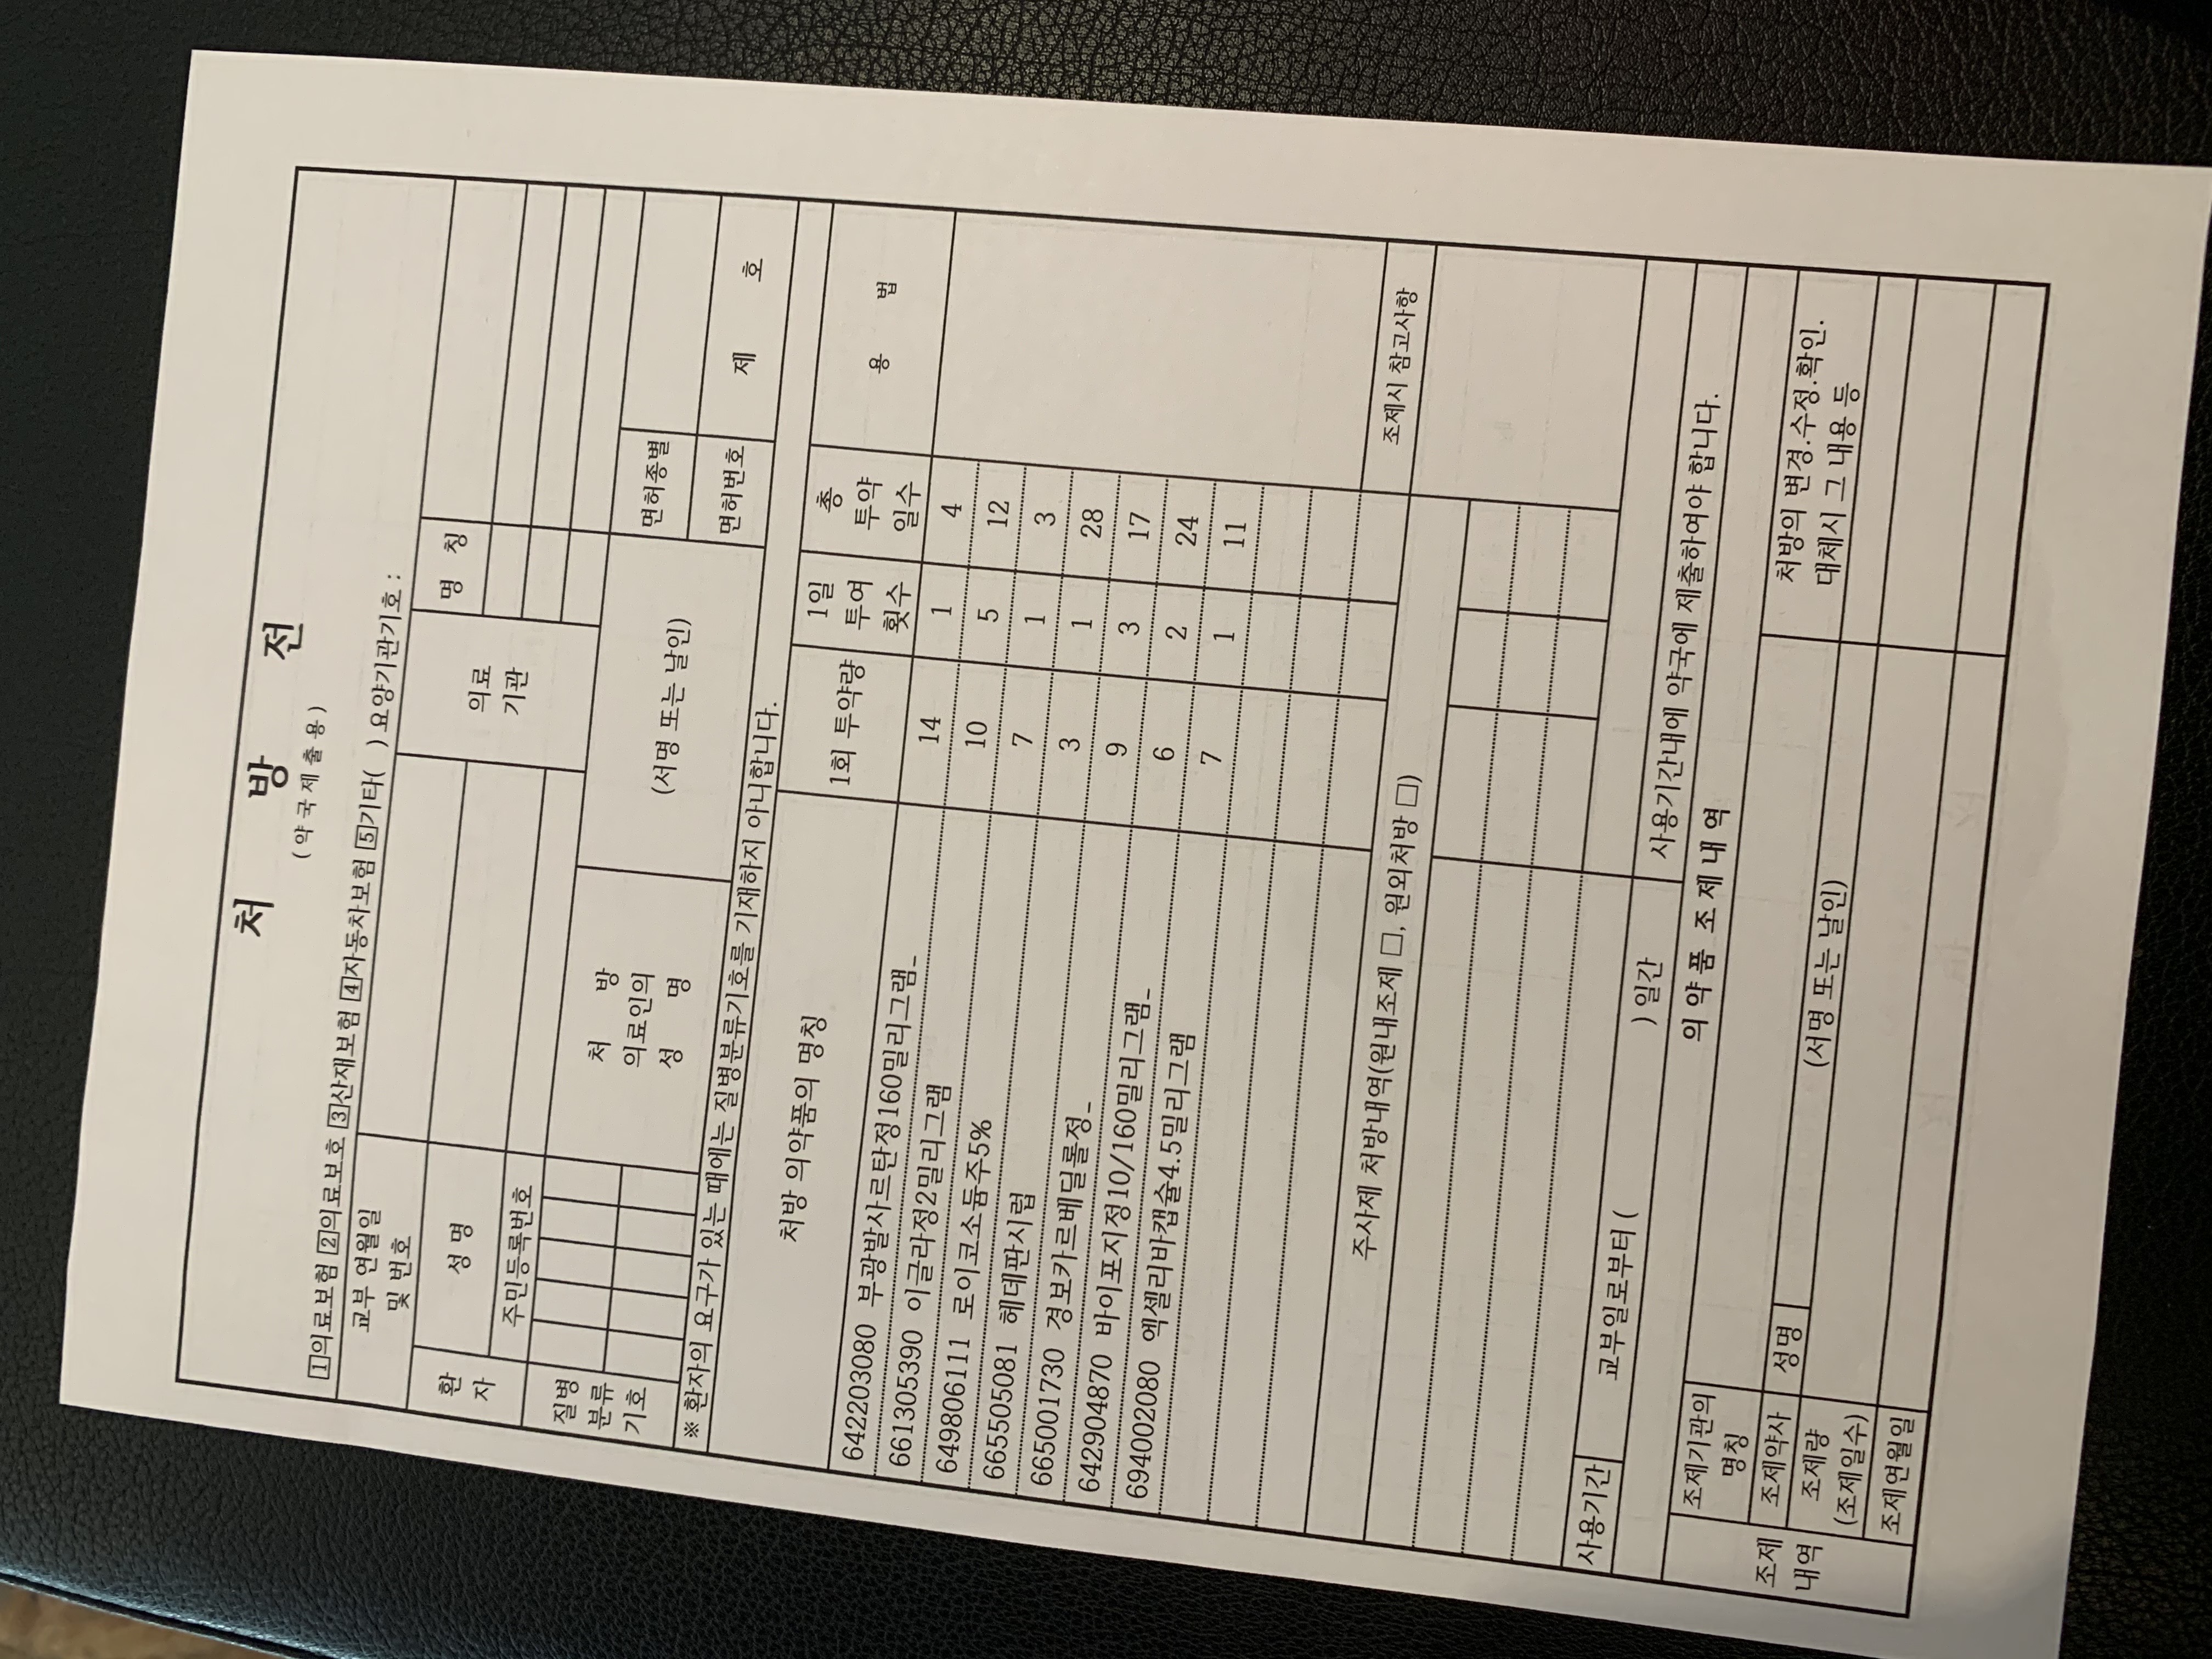 처 방 전
(약국제출용)
1의료보험 2의료보호 3산재보험 4자동차보험 5기타( ) 요양기관기호 :
교부 연월일
및 번호
환
자
성 명
주민등록번호
의료
기관
명 칭
질병
분류
기호
처 방
의료인의
성 명
(서명 또는 날인)
면허종별
면허번호
제 호
※ 환자의 요구가 있는 때에는 질병분류기호를 기재하지 아니합니다.
처방 의약품의 명칭
1회 투약량
1일
투여
횟수
총
투약
일수
용 법
642203080 부광발사르탄정160밀리그램_ 14 1 4
661305390 이글라정2밀리그램 10 5 12
649806111 로이코소듐주5% 7 1 3
665505081 헤데판시럽 3 1 28
665001730 경보카르베딜롤정_ 9 3 17
642904870 바이포지정10/160밀리그램_ 6 2 24
694002080 엑셀리바캡슐4.5밀리그램 7 1 11
주사제 처방내역(원내조제 □, 원외처방 □)
조제시 참고사항
사용기간
교부일로부터 ( ) 일간
사용기간내에 약국에 제출하여야 합니다.
의 약 품 조 제 내 역
조제
내역
조제기관의
명칭
조제약사
성명
(서명 또는 날인)
조제량
(조제일수)
조제연월일
처방의 변경.수정.확인.
대체시 그 내용 등